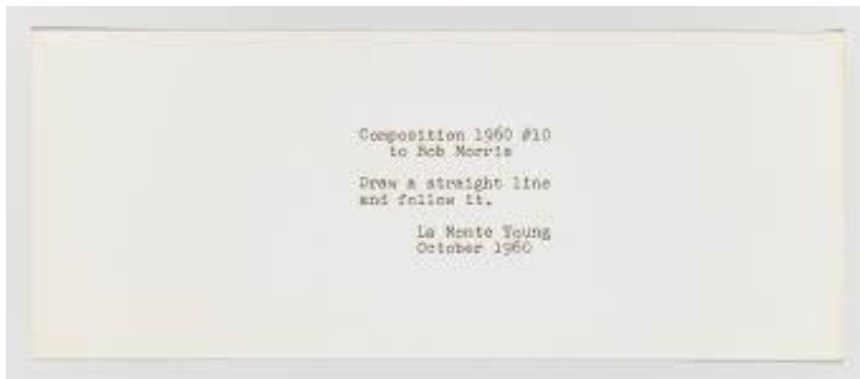 Composition 1960 #10
to Bob Morris
Draw a straight line
and follow it.
La Monte Young
October 1960